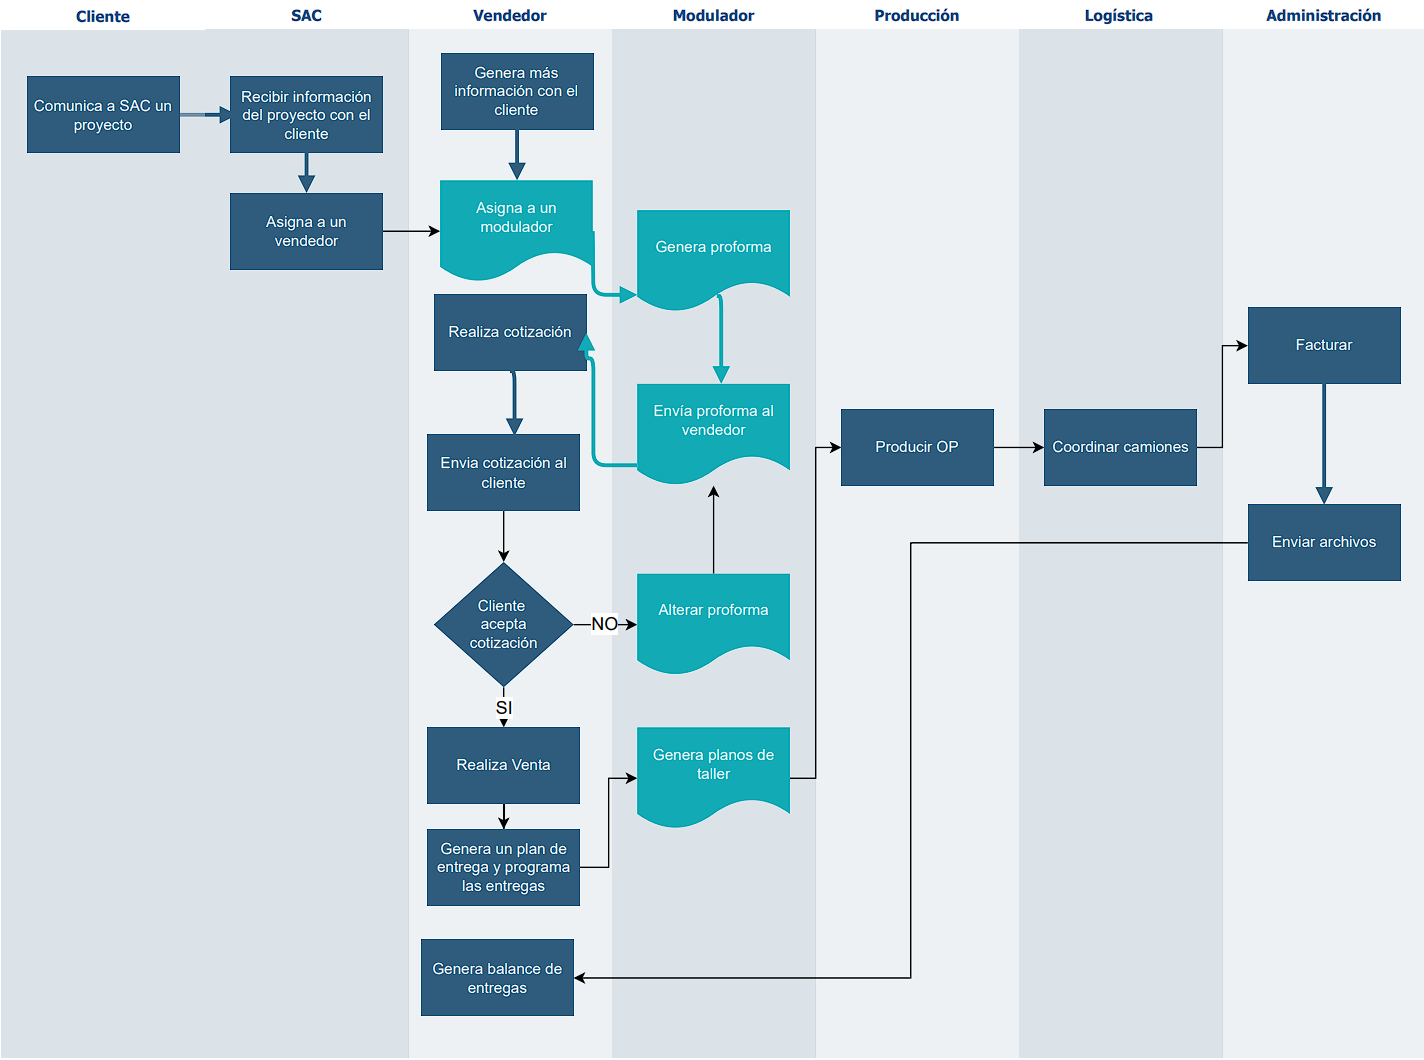 Cliente
SAC
Vendedor
Modulador
Producción
Logística
Administración
Comunica a SAC un
proyecto
Recibir información
del proyecto con el
cliente
Asigna a un
vendedor
Genera más
información con el
cliente
Asigna a un
modulador
Genera proforma
Realiza cotización
Envía proforma al
vendedor
Envia cotización al
cliente
Cliente
acepta
cotización
NO
Alterar proforma
SI
Realiza Venta
Genera un plan de
entrega y programa
las entregas
Genera planos de
taller
Producir OP
Coordinar camiones
Facturar
Enviar archivos
Genera balance de
entregas